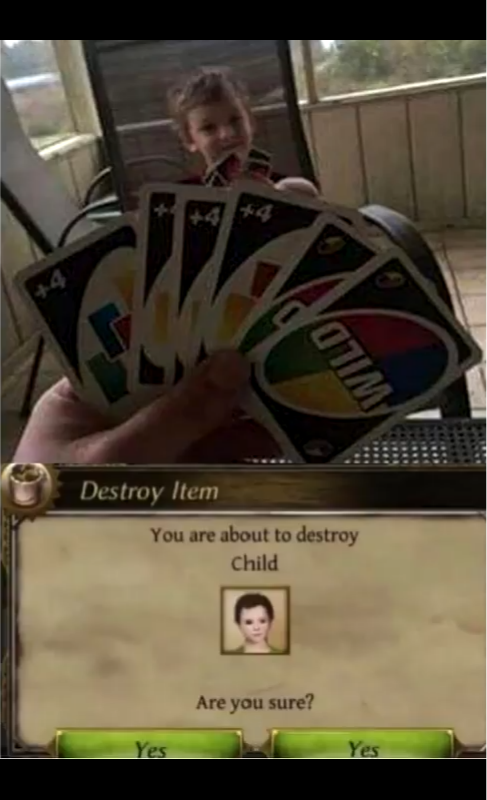 +4
+4
+4
+4
WILD
D
Destroy Item
You are about to destroy
Child
Are you sure?
Yes
Yes